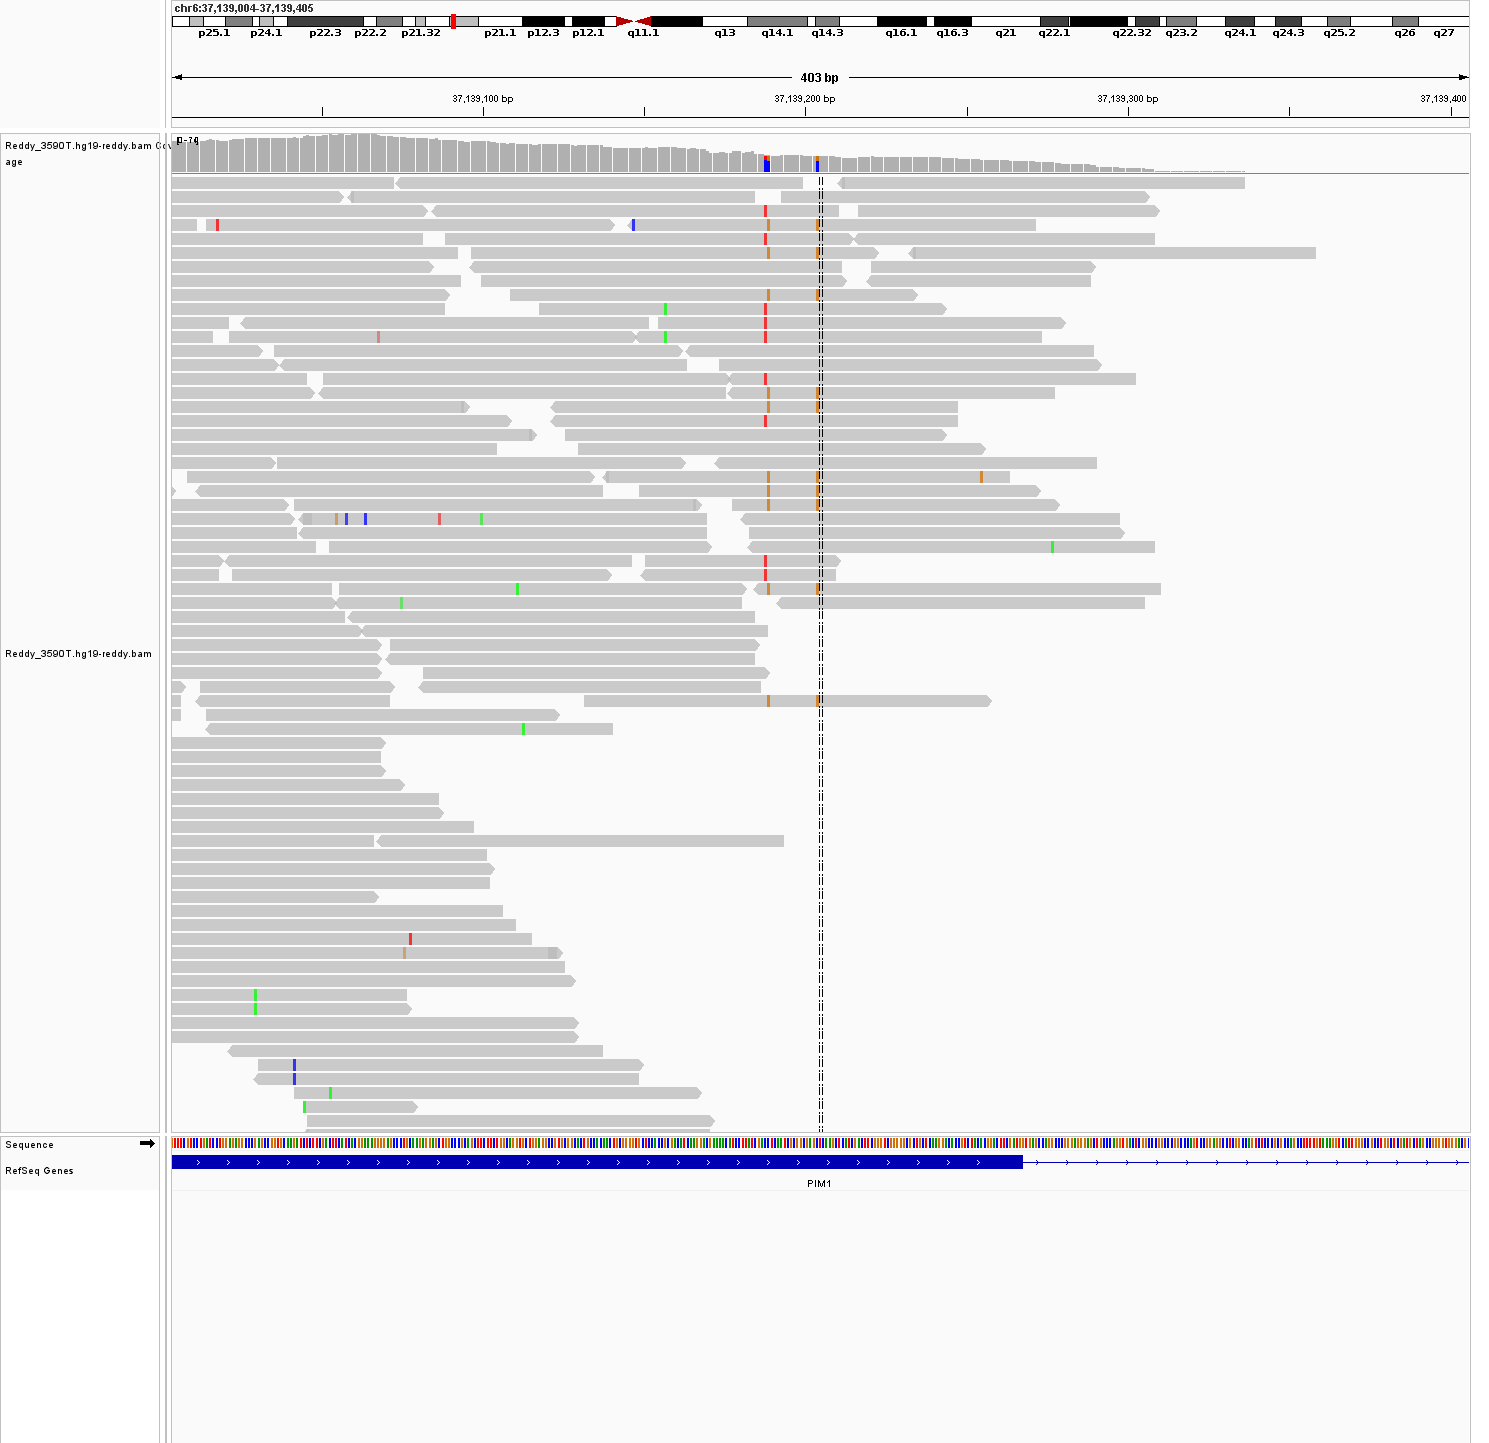 chr6:37,139,004-37,139,405
p25.1 p24.1 p22.3 p22.2 p21.32 p21.1 p12.3 p12.1 q11.1 q13 q14.1 q14.3 q16.1 q16.3 q21 q22.1 q22.32 q23.2 q24.1 q24.3 q25.2 q26 q27
403 bp
37,139,100 bp 37,139,200 bp 37,139,300 bp 37,139,400
Reddy_3590T.hg19-reddy.bam Cov
age
Reddy_3590T.hg19-reddy.bam
Sequence
RefSeq Genes
PIM1